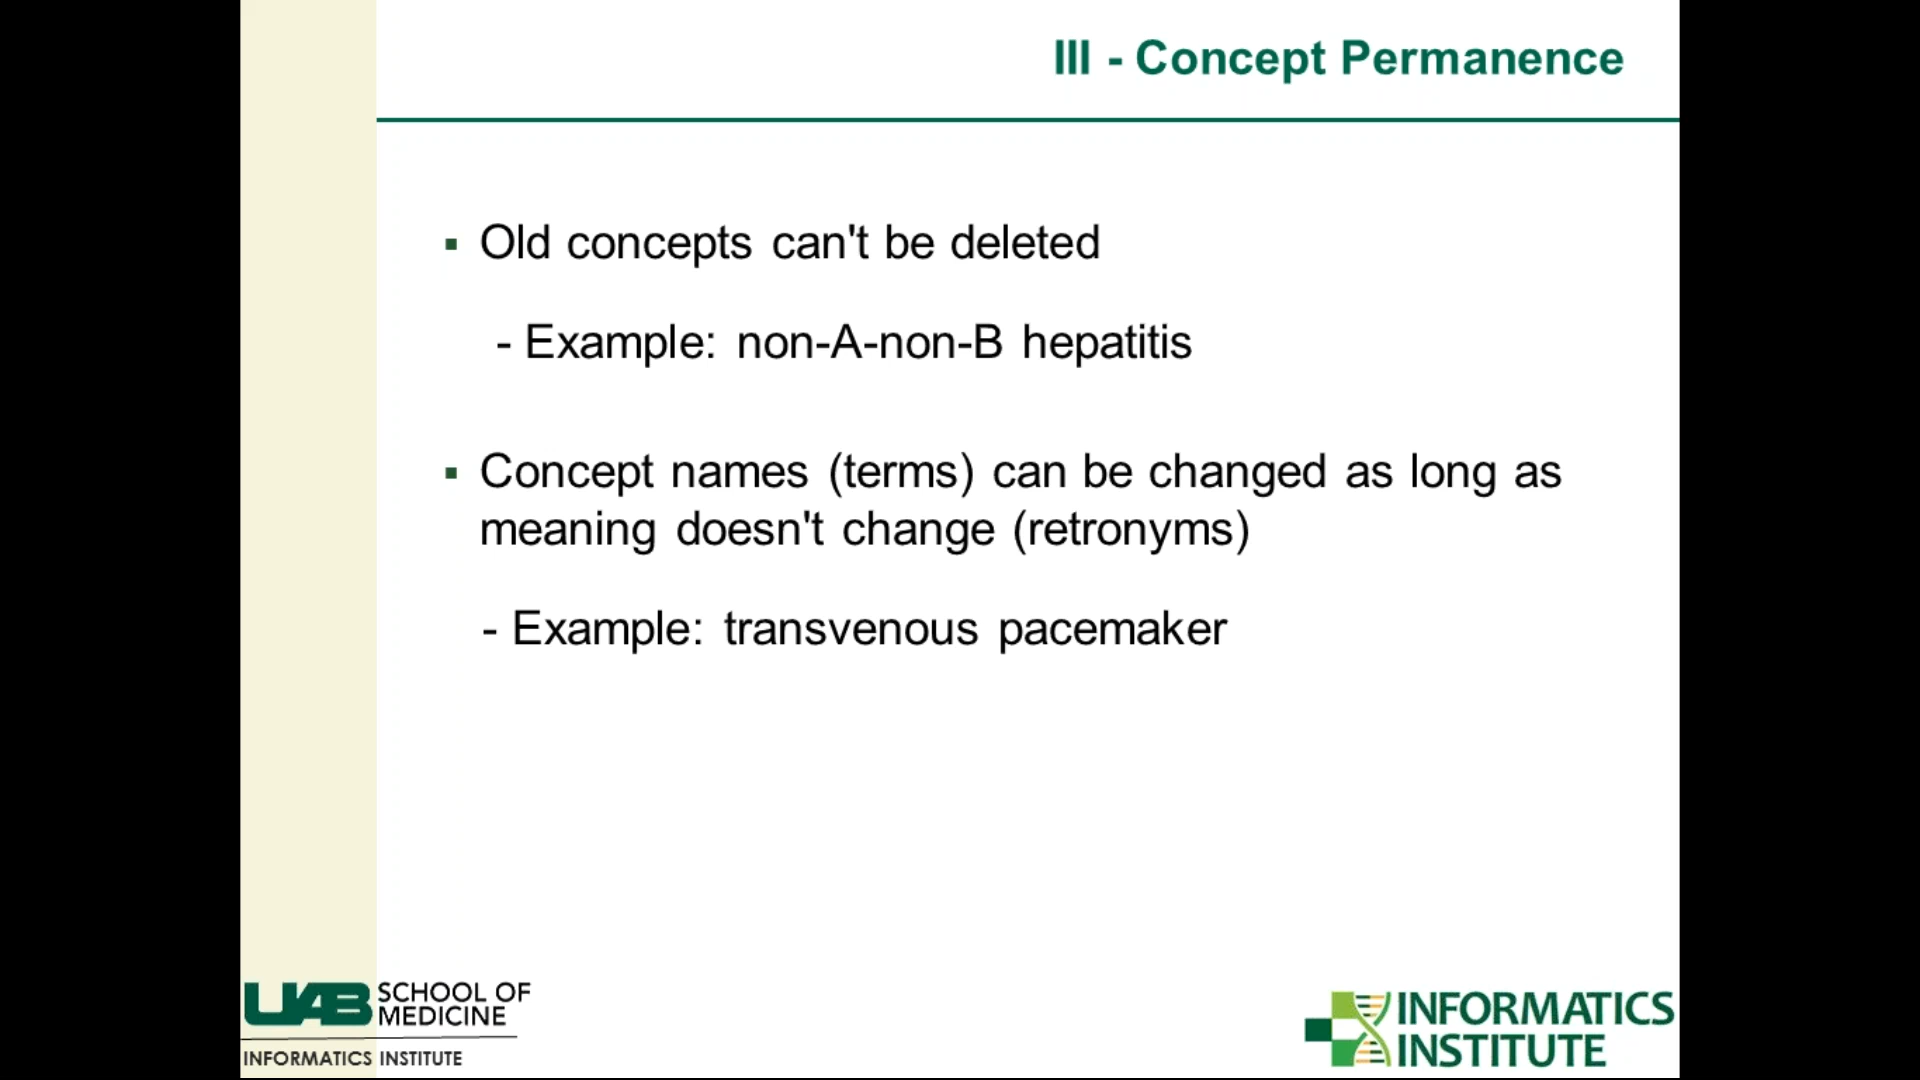 III - Concept Permanence
▪ Old concepts can't be deleted
- Example: non-A-non-B hepatitis
▪ Concept names (terms) can be changed as long as
meaning doesn't change (retronyms)
- Example: transvenous pacemaker
UAB SCHOOL OF
MEDICINE
INFORMATICS INSTITUTE
INFORMATICS
INSTITUTE